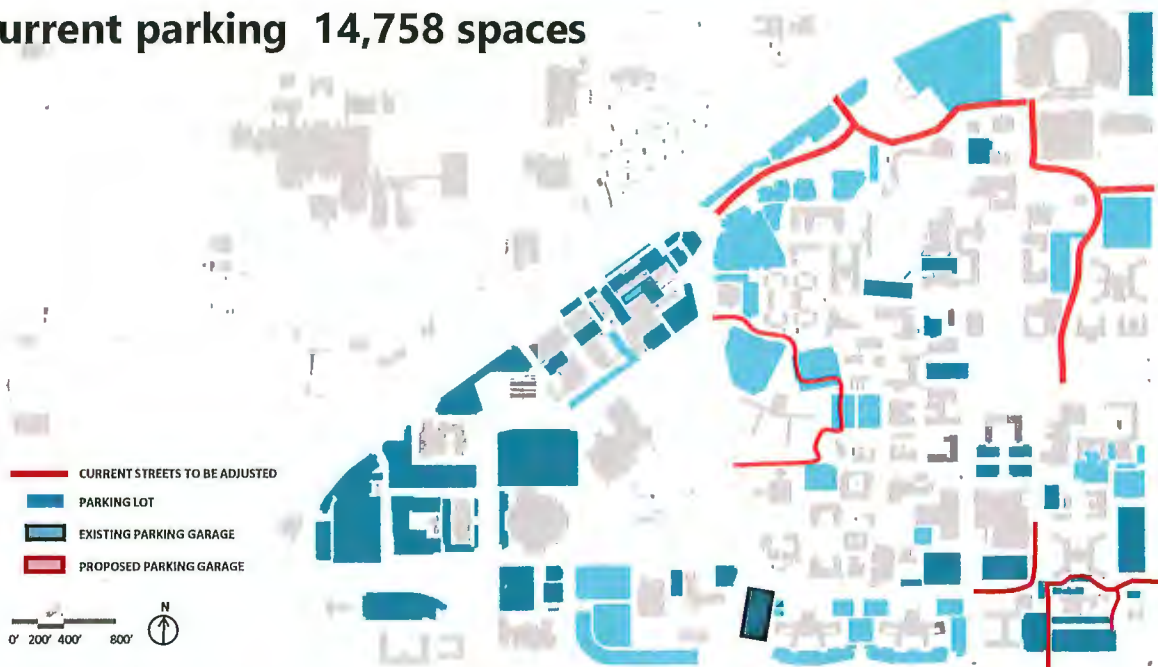 urrent parking 14,758 spaces
CURRENT STREETS TO BE ADJUSTED
PARKING LOT
EXISTING PARKING GARAGE
PROPOSED PARKING GARAGE
N
0' 200' 400' 800'